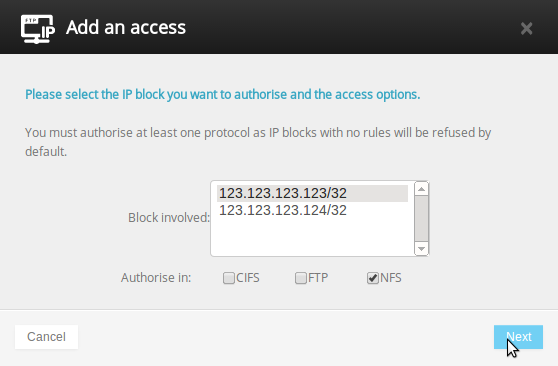 FTP
IP
Add an access
Please select the IP block you want to authorise and the access options.
You must authorise at least one protocol as IP blocks with no rules will be refused by
default.
Block involved:
123.123.123.123/32
123.123.123.124/32
Authorise in: CIFS FTP NFS
Cancel Next